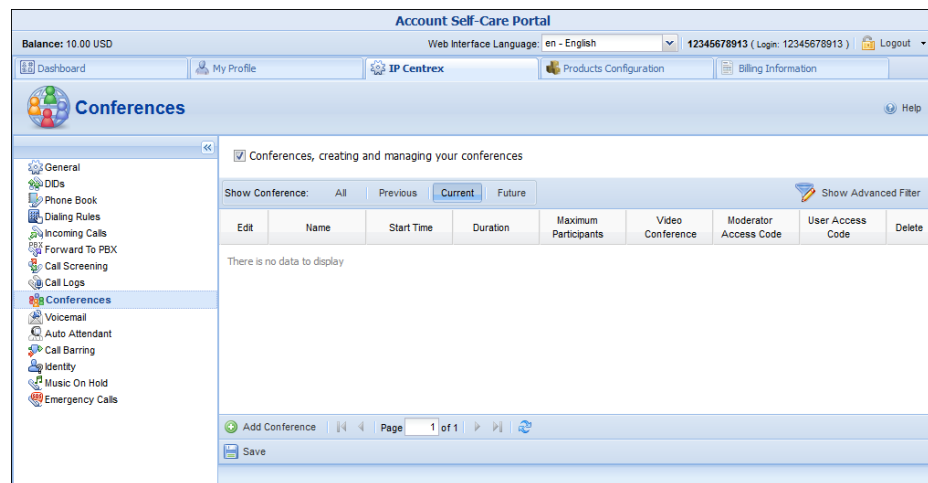 Account Self-Care Portal
Balance: 10.00 USD Web Interface Language: en - English 12345678913 ( Login: 12345678913 ) Logout
Dashboard My Profile IP Centrex Products Configuration Billing Information
Conferences Help
Conferences, creating and managing your conferences
General
DIDs
Phone Book
Dialing Rules
Incoming Calls
PBX Forward To PBX
Call Screening
Call Logs
Conferences
Voicemail
Auto Attendant
Call Barring
Identity
Music On Hold
Emergency Calls
Show Conference: All Previous Current Future Show Advanced Filter
Edit Name Start Time Duration Maximum Participants Video Conference Moderator Access Code User Access Code Delete
There is no data to display
Add Conference Page 1 of 1
Save